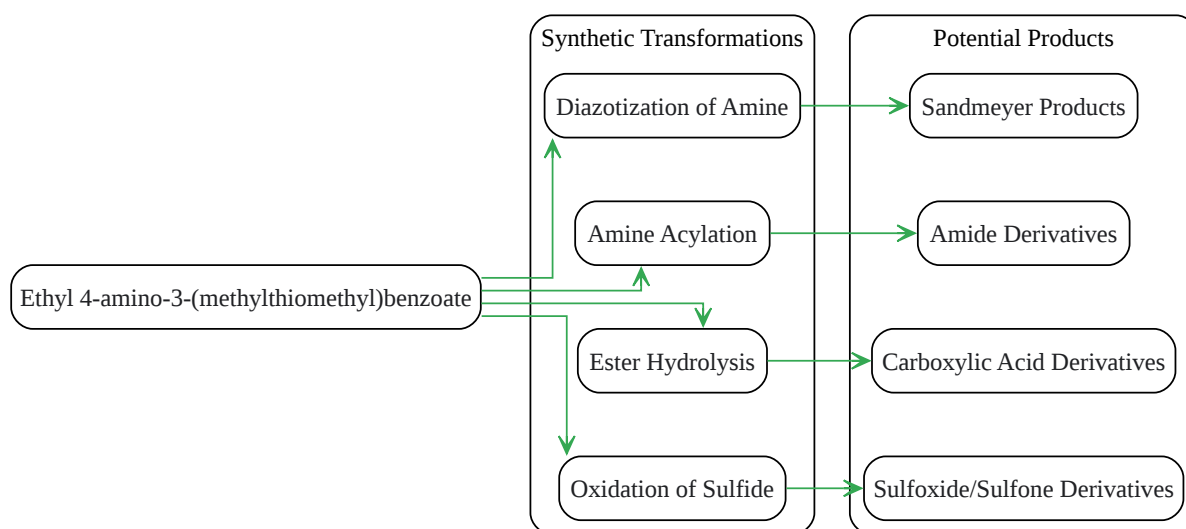 Synthetic Transformations
Potential Products
Diazotization of Amine
Sandmeyer Products
Amine Acylation
Amide Derivatives
Ethyl 4-amino-3-(methylthiomethyl)benzoate
Ester Hydrolysis
Carboxylic Acid Derivatives
Oxidation of Sulfide
Sulfoxide/Sulfone Derivatives